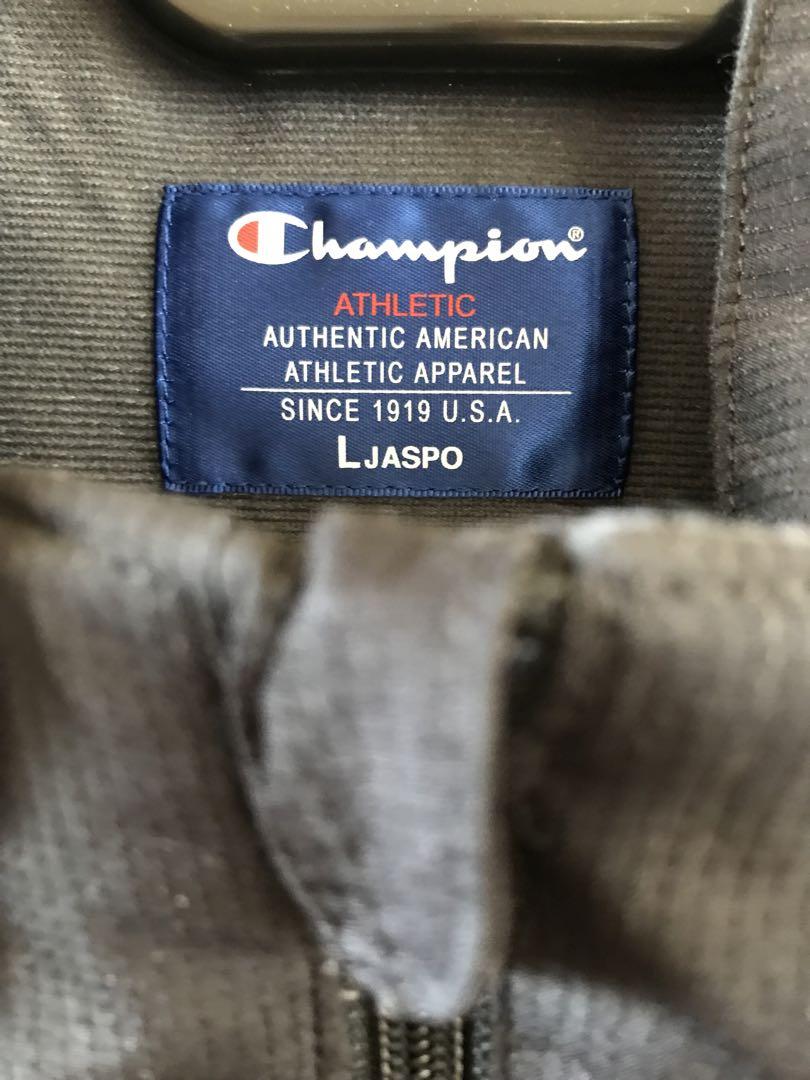 Champion®
ATHLETIC
AUTHENTIC AMERICAN
ATHLETIC APPAREL
SINCE 1919 U.S.A.
L JASPO